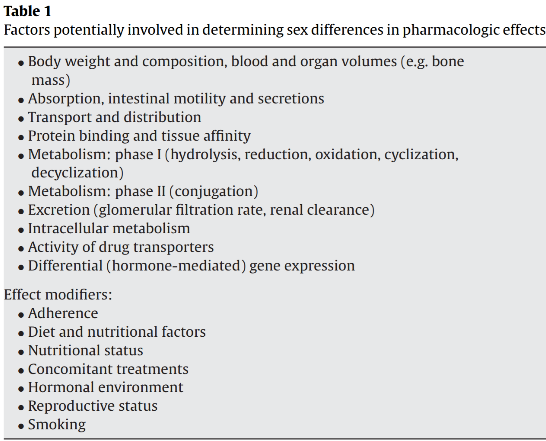 Table 1
Factors potentially involved in determining sex differences in pharmacologic effects
• Body weight and composition, blood and organ volumes (e.g. bone
mass)
• Absorption, intestinal motility and secretions
• Transport and distribution
• Protein binding and tissue affinity
• Metabolism: phase I (hydrolysis, reduction, oxidation, cyclization,
decyclization)
• Metabolism: phase II (conjugation)
• Excretion (glomerular filtration rate, renal clearance)
• Intracellular metabolism
• Activity of drug transporters
• Differential (hormone-mediated) gene expression
Effect modifiers:
• Adherence
• Diet and nutritional factors
• Nutritional status
• Concomitant treatments
• Hormonal environment
• Reproductive status
• Smoking